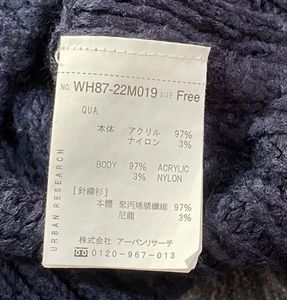 NO. WH87-22M019 SIZE Free
QUA.
本体 アクリル 97%
ナイロン 3%
BODY 97% ACRYLIC
3% NYLON
[針織衫]
本體 聚丙烯腈纖維 97%
尼龍 3%
株式会社 アーバンリサーチ
0120-967-013
URBAN RESEARCH